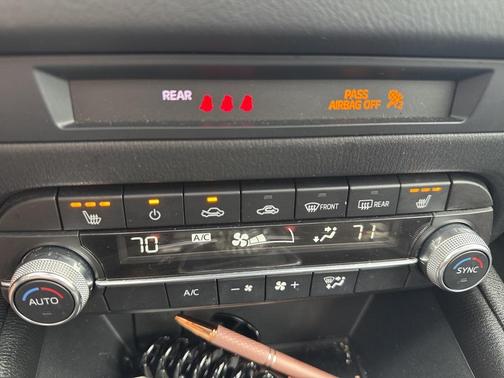 REAR
PASS
AIRBAG OFF
FRONT
REAR
70
A/C
71
AUTO
A/C
SYNC